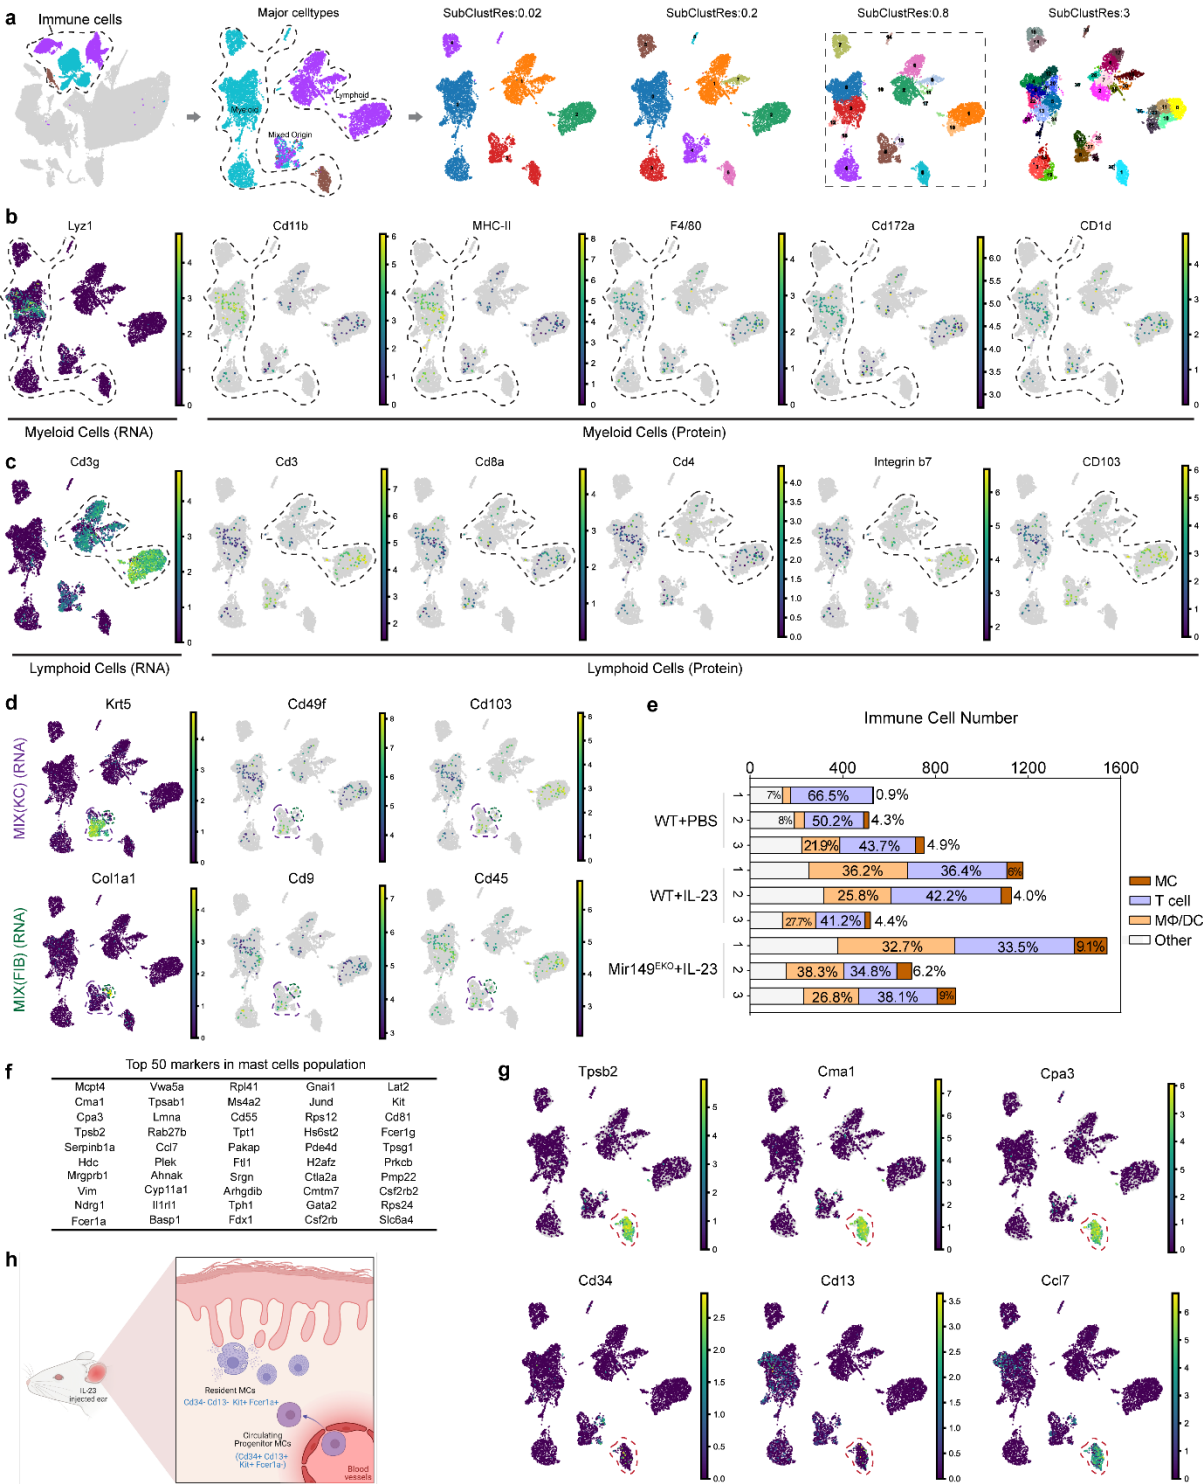 a
Immune cells
Major celltypes
SubClustRes:0.02
SubClustRes:0.2
SubClustRes:0.8
SubClustRes:3
Myeloid
Lymphoid
Mixed Origin
b
Lyz1
Cd11b
MHC-II
F4/80
Cd172a
CD1d
Myeloid Cells (RNA)
Myeloid Cells (Protein)
c
Cd3g
Cd3
Cd8a
Cd4
Integrin b7
CD103
Lymphoid Cells (RNA)
Lymphoid Cells (Protein)
d
MIX(KC) (RNA)
Krt5
Cd49f
Cd103
MIX(FIB) (RNA)
Col1a1
Cd9
Cd45
e
Immune Cell Number
0 400 800 1200 1600
WT+PBS
1 7% 66.5% 0.9%
2 8% 50.2% 4.3%
3 21.9% 43.7% 4.9%
WT+IL-23
1 36.2% 36.4% 6%
2 25.8% 42.2% 4.0%
3 27.7% 41.2% 4.4%
Mir149EKO+IL-23
1 32.7% 33.5% 9.1%
2 38.3% 34.8% 6.2%
3 26.8% 38.1% 9%
MC
T cell
MΦ/DC
Other
f
Top 50 markers in mast cells population
Mcpt4 Vwa5a Rpl41 Gnai1 Lat2
Cma1 Tpsab1 Ms4a2 Jund Kit
Cpa3 Lmna Cd55 Rps12 Cd81
Tpsb2 Rab27b Tpt1 Hs6st2 Fcer1g
Serpinb1a Ccl7 Pakap Pde4d Tpsg1
Hdc Plek Ftl1 H2afz Prkcb
Mrgprb1 Ahnak Srgn Ctla2a Pmp22
Vim Cyp11a1 Arhgdib Cmtm7 Csf2rb2
Ndrg1 Il1rl1 Tph1 Gata2 Rps24
Fcer1a Basp1 Fdx1 Csf2rb Slc6a4
g
Tpsb2
Cma1
Cpa3
Cd34
Cd13
Ccl7
h
IL-23
injected ear
Resident MCs
Cd34- Cd13- Kit+ Fcer1a+
Circulating
Progenitor MCs
(Cd34+ Cd13+
Kit+ Fcer1a-)
Blood
vessels